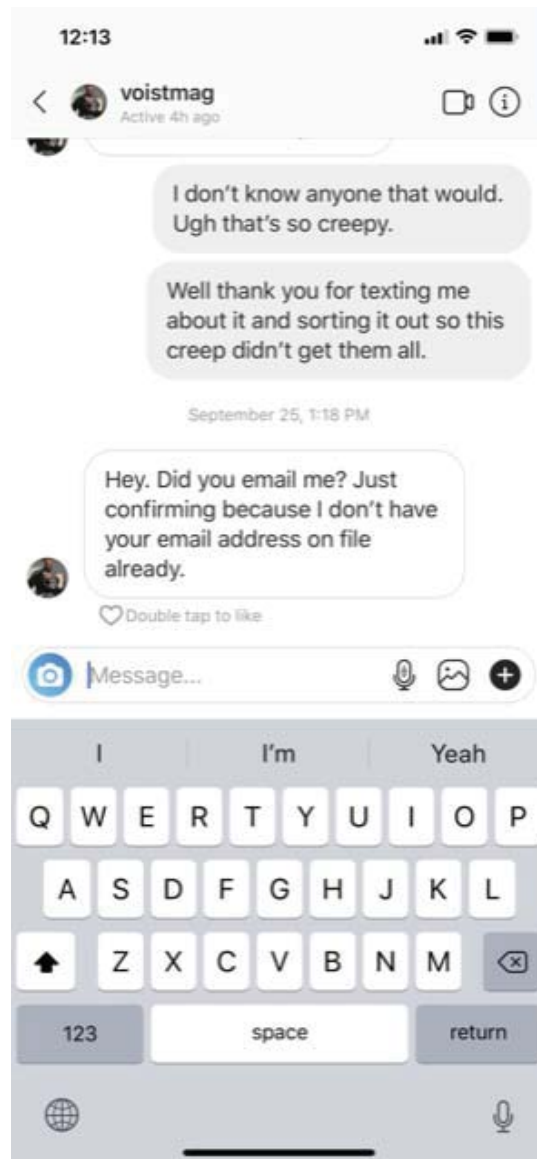 12:13
voistmag
Active 4h ago
I don't know anyone that would.
Ugh that's so creepy.
Well thank you for texting me
about it and sorting it out so this
creep didn't get them all.
September 25, 1:18 PM
Hey. Did you email me? Just
confirming because I don't have
your email address on file
already.
Double tap to like
Message...
I I'm Yeah
Q W E R T Y U I O P
A S D F G H J K L
Z X C V B N M
123 space return